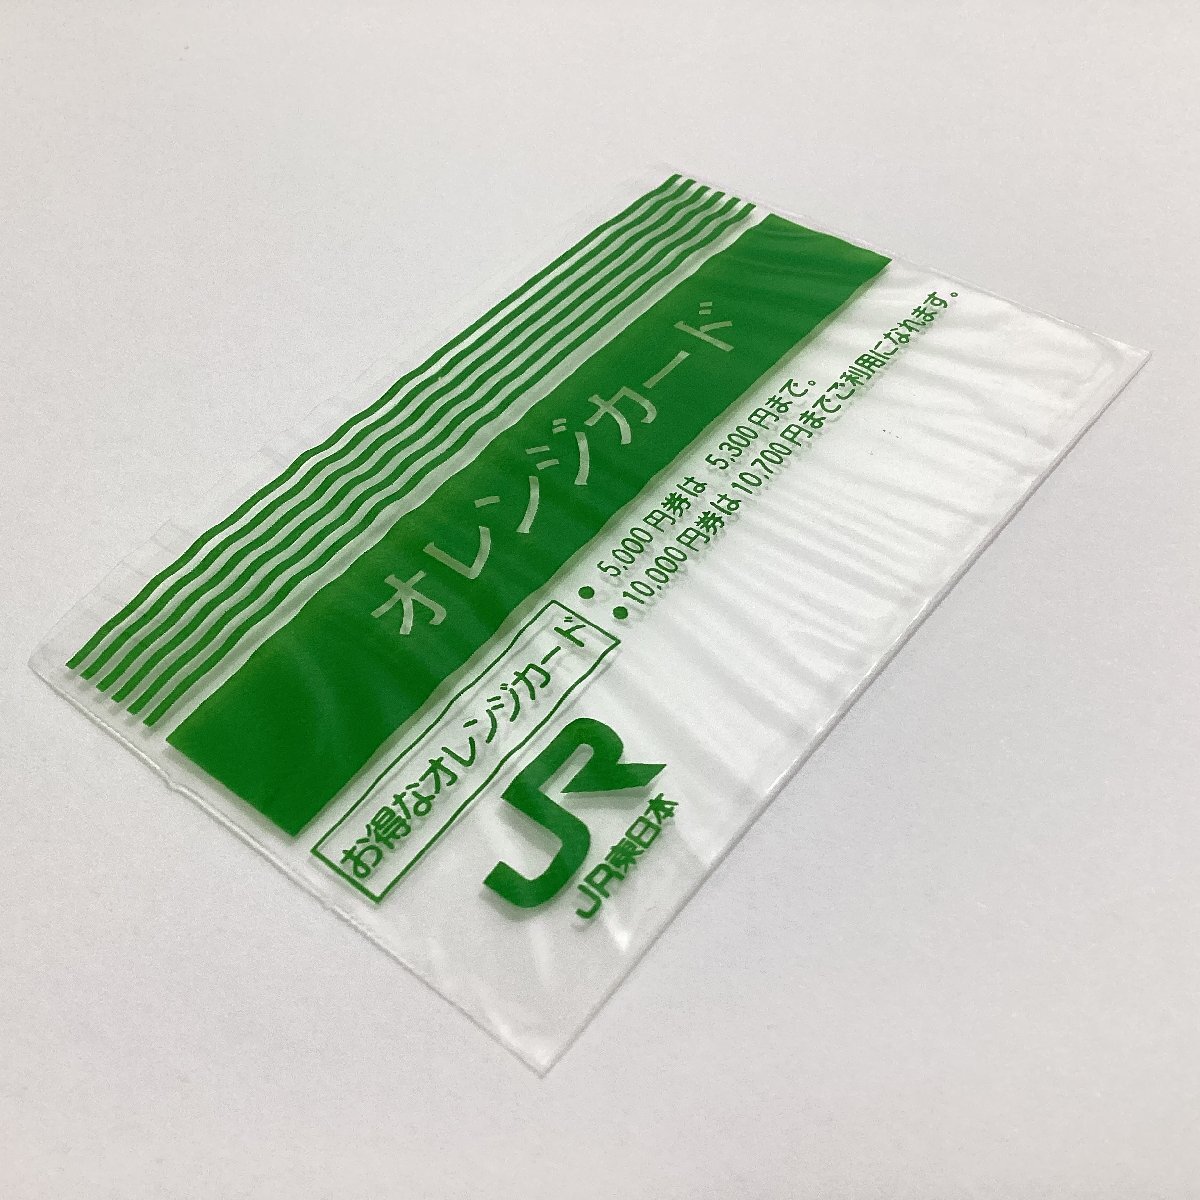 オレンジカード
お得なオレンジカード
● 5,000円券は 5,300円まで。
●10,000円券は10,700円までご利用になれます。
JR
JR東日本